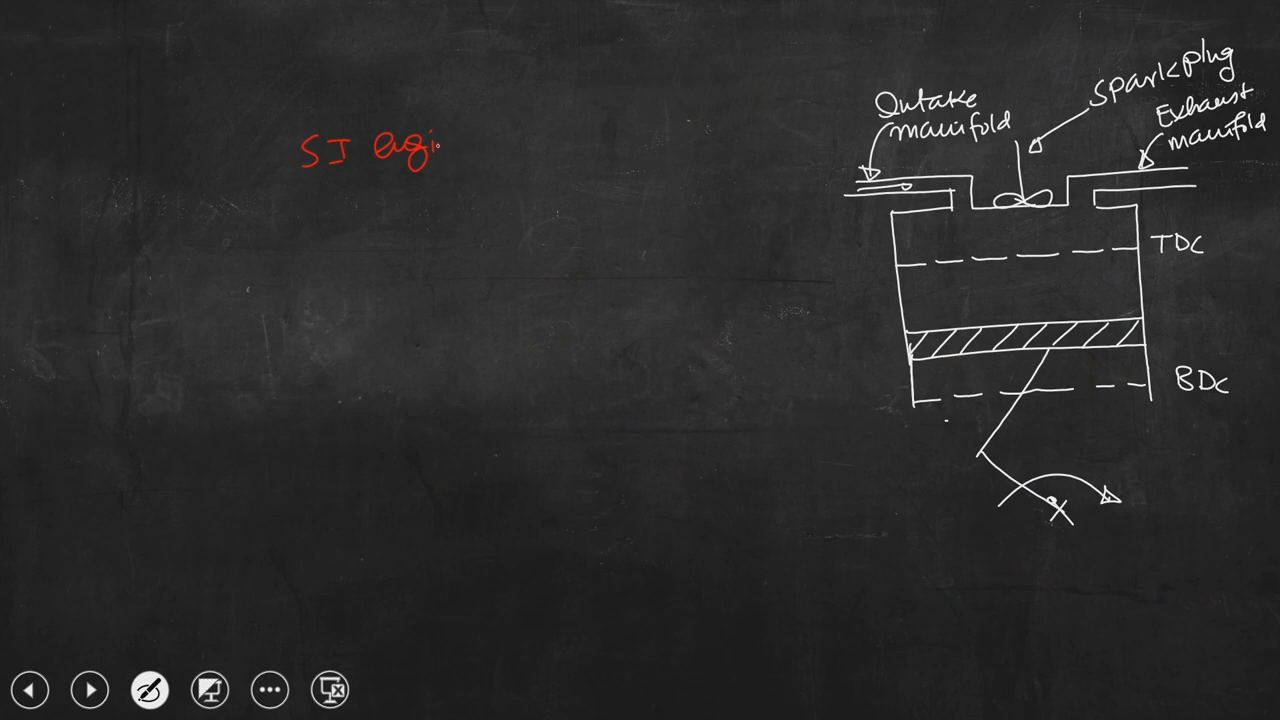 SI engi
Intake
manifold
Sparkplug
Exhaust
manifold
TDC
BDC